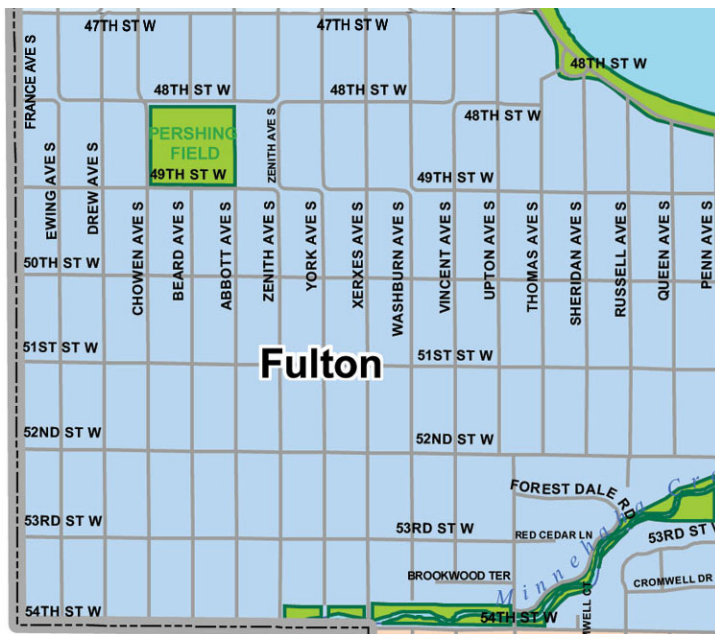 47TH ST W
47TH ST W
48TH ST W
48TH ST W
48TH ST W
48TH ST W
FRANCE AVE S
PERSHING
FIELD
ZENITH AVE S
49TH ST W
49TH ST W
EWING AVE S
DREW AVE S
CHOWEN AVE S
BEARD AVE S
ABBOTT AVE S
ZENITH AVE S
YORK AVE S
XERXES AVE S
WASHBURN AVE S
VINCENT AVE S
UPTON AVE S
THOMAS AVE S
SHERIDAN AVE S
RUSSELL AVE S
QUEEN AVE S
PENN AVE S
50TH ST W
51ST ST W
Fulton
51ST ST W
52ND ST W
52ND ST W
FOREST DALE RD
53RD ST W
53RD ST W
RED CEDAR LN
53RD ST W
Minnehaha Cr
BROOKWOOD TER
CROMWELL DR
MWELL CT
54TH ST W
54TH ST W